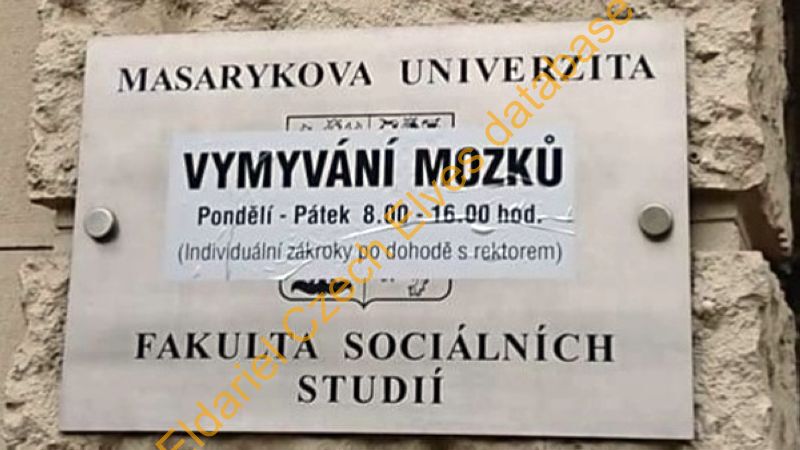 MASARYKOVA UNIVERZITA
VYMYVÁNÍ MOZKŮ
Pondělí - Pátek 8.00 - 16.00 hod.
(Individuální zákroky po dohodě s rektorem)
FAKULTA SOCIÁLNÍCH
STUDIÍ
Eldariel Czech Elves database